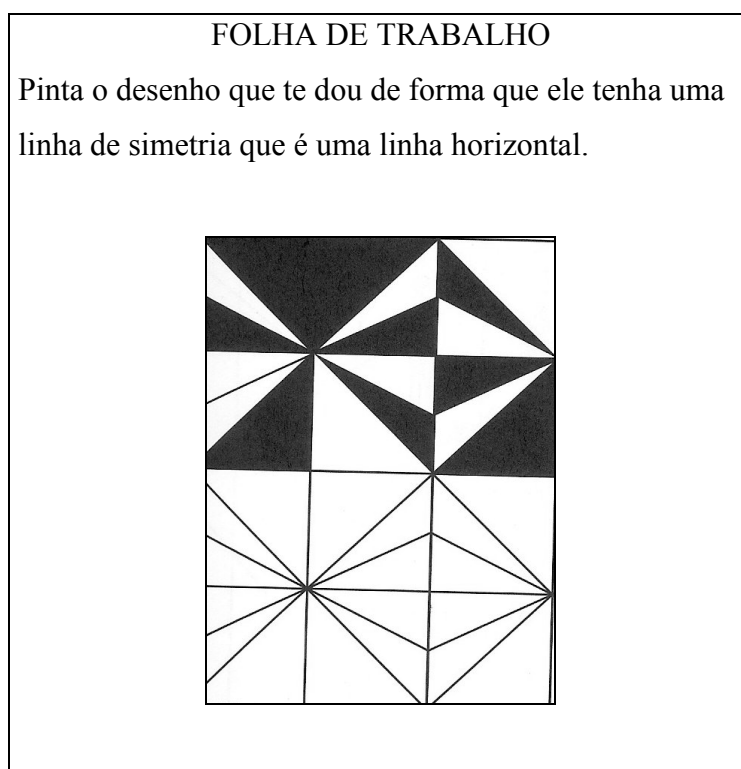 FOLHA DE TRABALHO
Pinta o desenho que te dou de forma que ele tenha uma
linha de simetria que é uma linha horizontal.